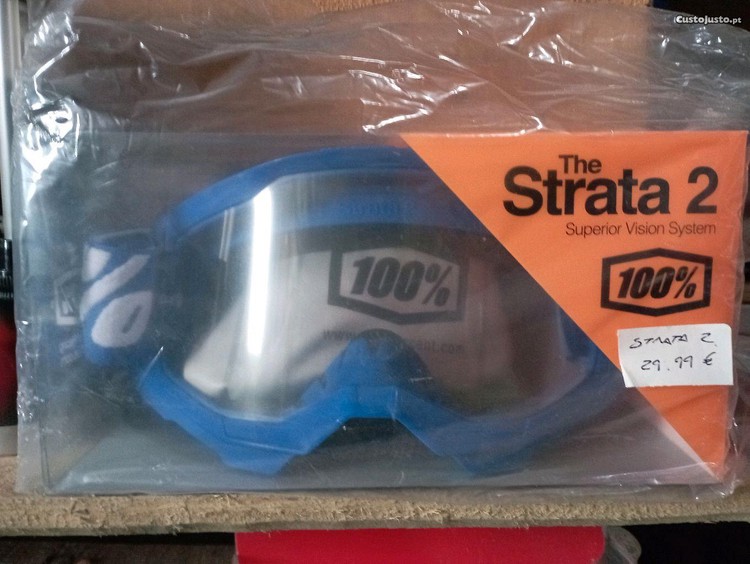 Custojusto.pt
The
Strata 2
Superior Vision System
100%
100%
STRATA 2
29.99 €